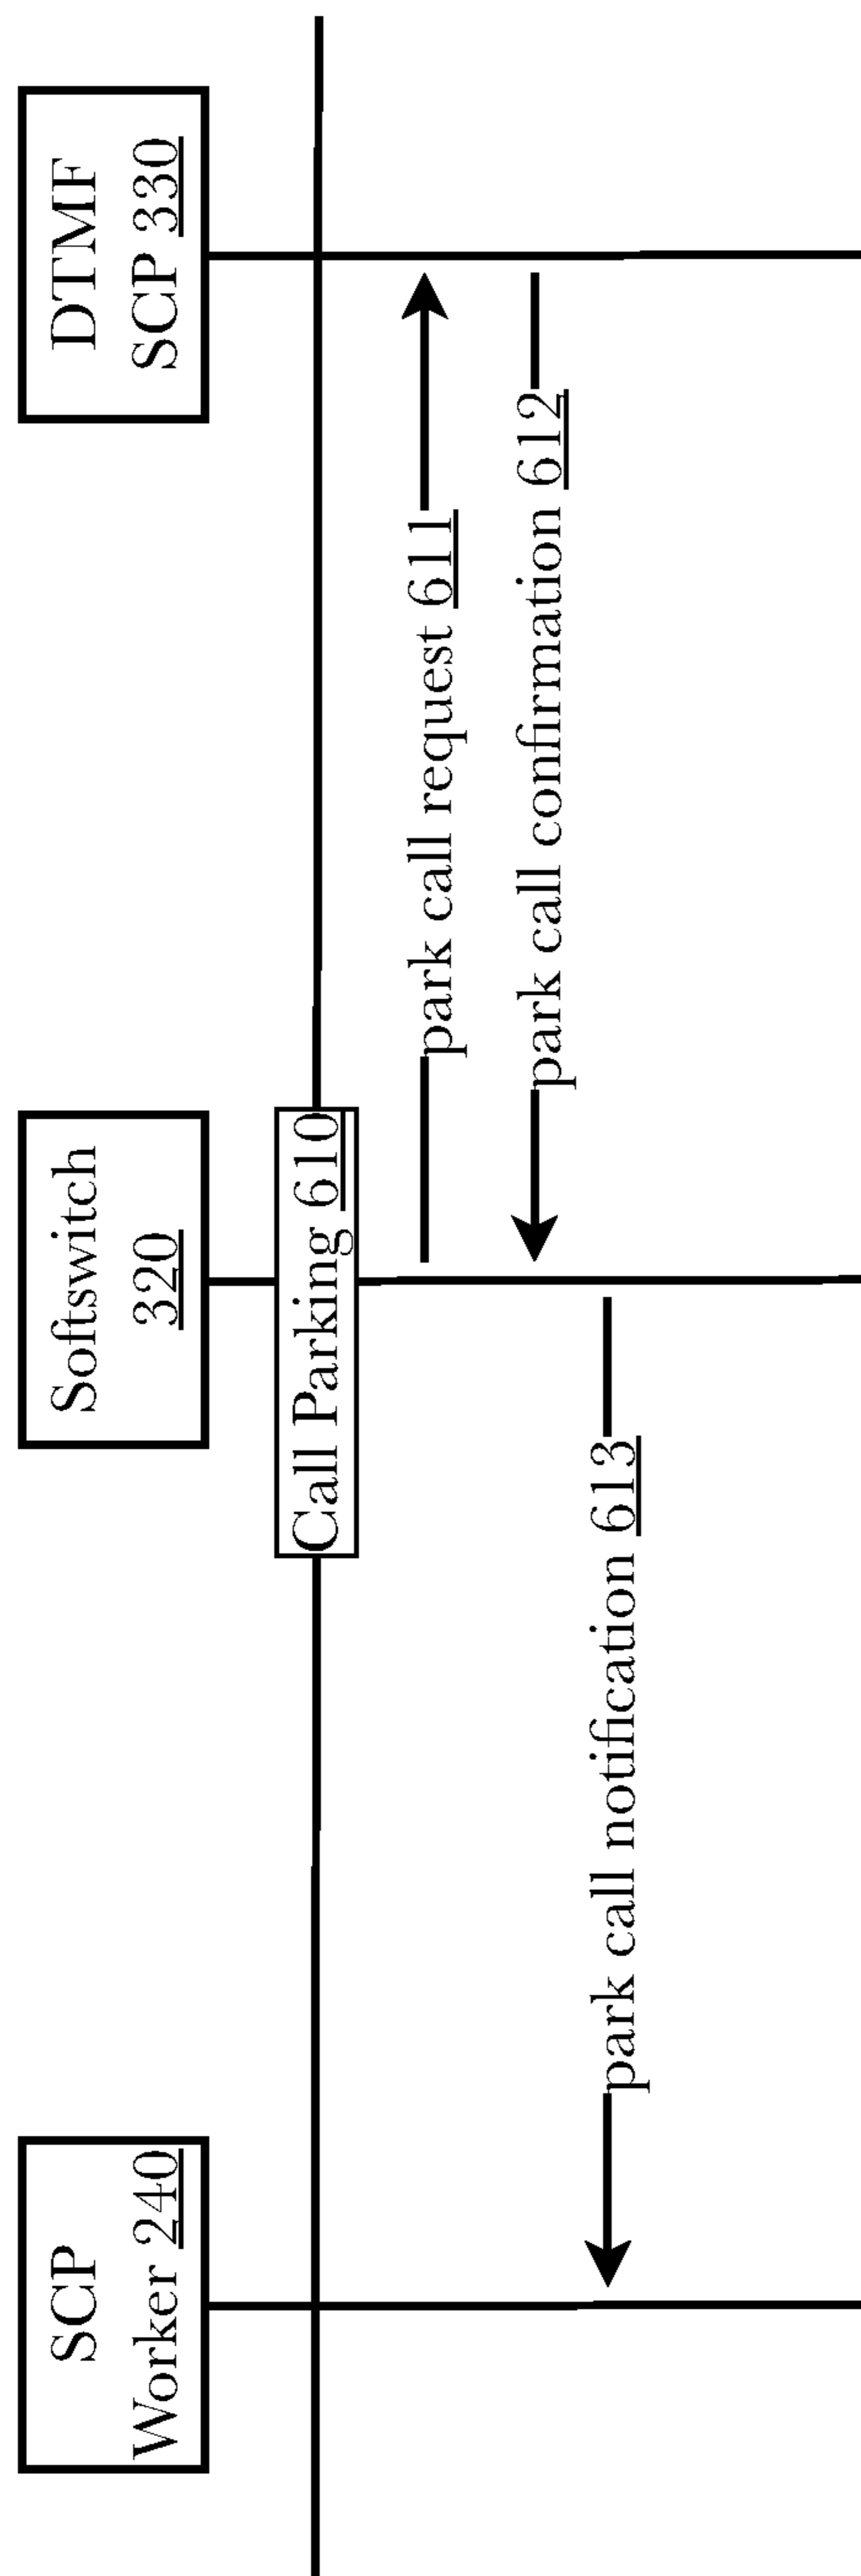 SCP
Worker 240
Softswitch
320
DTMF
SCP 330
Call Parking 610
park call request 611
park call confirmation 612
park call notification 613